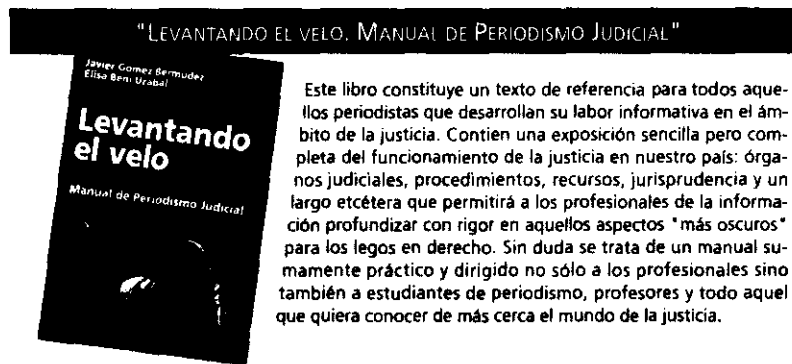 "LEVANTANDO EL VELO. MANUAL DE PERIODISMO JUDICIAL"
Javier Gomez Bermudez
Elisa Beni Uzabal
Levantando
el velo
Manual de Periodismo Judicial
Este libro constituye un texto de referencia para todos aque-
llos periodistas que desarrollan su labor informativa en el ám-
bito de la justicia. Contien una exposición sencilla pero com-
pleta del funcionamiento de la justicia en nuestro país: órga-
nos judiciales, procedimientos, recursos, jurisprudencia y un
largo etcétera que permitirá a los profesionales de la informa-
ción profundizar con rigor en aquellos aspectos "más oscuros"
para los legos en derecho. Sin duda se trata de un manual su-
mamente práctico y dirigido no sólo a los profesionales sino
también a estudiantes de periodismo, profesores y todo aquel
que quiera conocer de más cerca el mundo de la justicia.